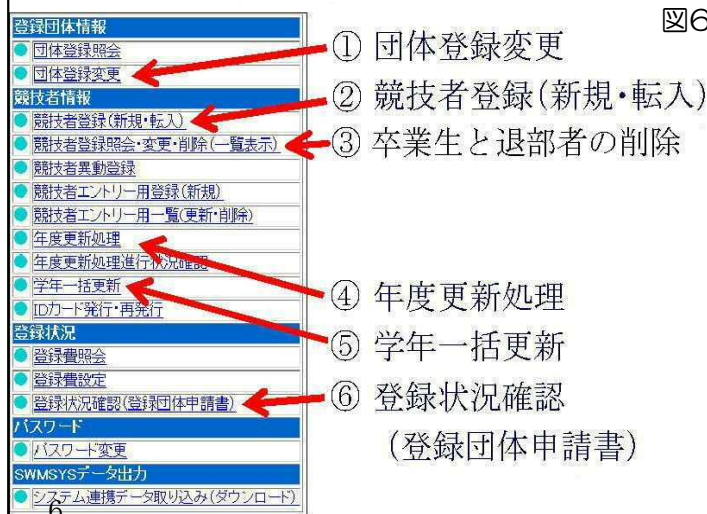 図6
登録団体情報
団体登録照会
団体登録変更
競技者情報
競技者登録(新規・転入)
競技者登録照会・変更・削除(一覧表示)
競技者異動登録
競技者エントリー用登録(新規)
競技者エントリー用一覧(更新・削除)
年度更新処理
年度更新処理進行状況確認
学年一括更新
IDカード発行・再発行
登録状況
登録費照会
登録費設定
登録状況確認(登録団体申請書)
パスワード
パスワード変更
SWMSYSデータ出力
システム連携データ取り込み(ダウンロード)
6
① 団体登録変更
② 競技者登録(新規・転入)
③ 卒業生と退部者の削除
④ 年度更新処理
⑤ 学年一括更新
⑥ 登録状況確認
(登録団体申請書)